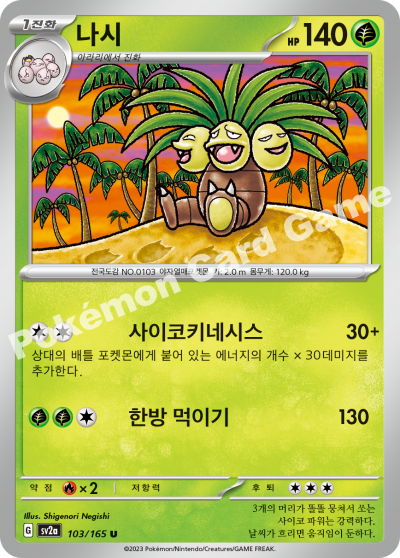 1진화
나시
HP 140
아라리에서 진화
전국도감 NO.0103 야자열매포켓몬 키: 2.0 m 몸무게: 120.0 kg
Pokémon Card Game
사이코키네시스 30+
상대의 배틀 포켓몬에게 붙어 있는 에너지의 개수 × 30데미지를
추가한다.
한방 먹이기 130
약점 ×2 저항력 후퇴
Illus. Shigenori Negishi
G sv2a 103/165 U
3개의 머리가 똘똘 뭉쳐서 쏘는
사이코 파워는 강력하다.
날씨가 흐리면 움직임이 둔해진다.
©2023 Pokémon/Nintendo/Creatures/GAME FREAK.